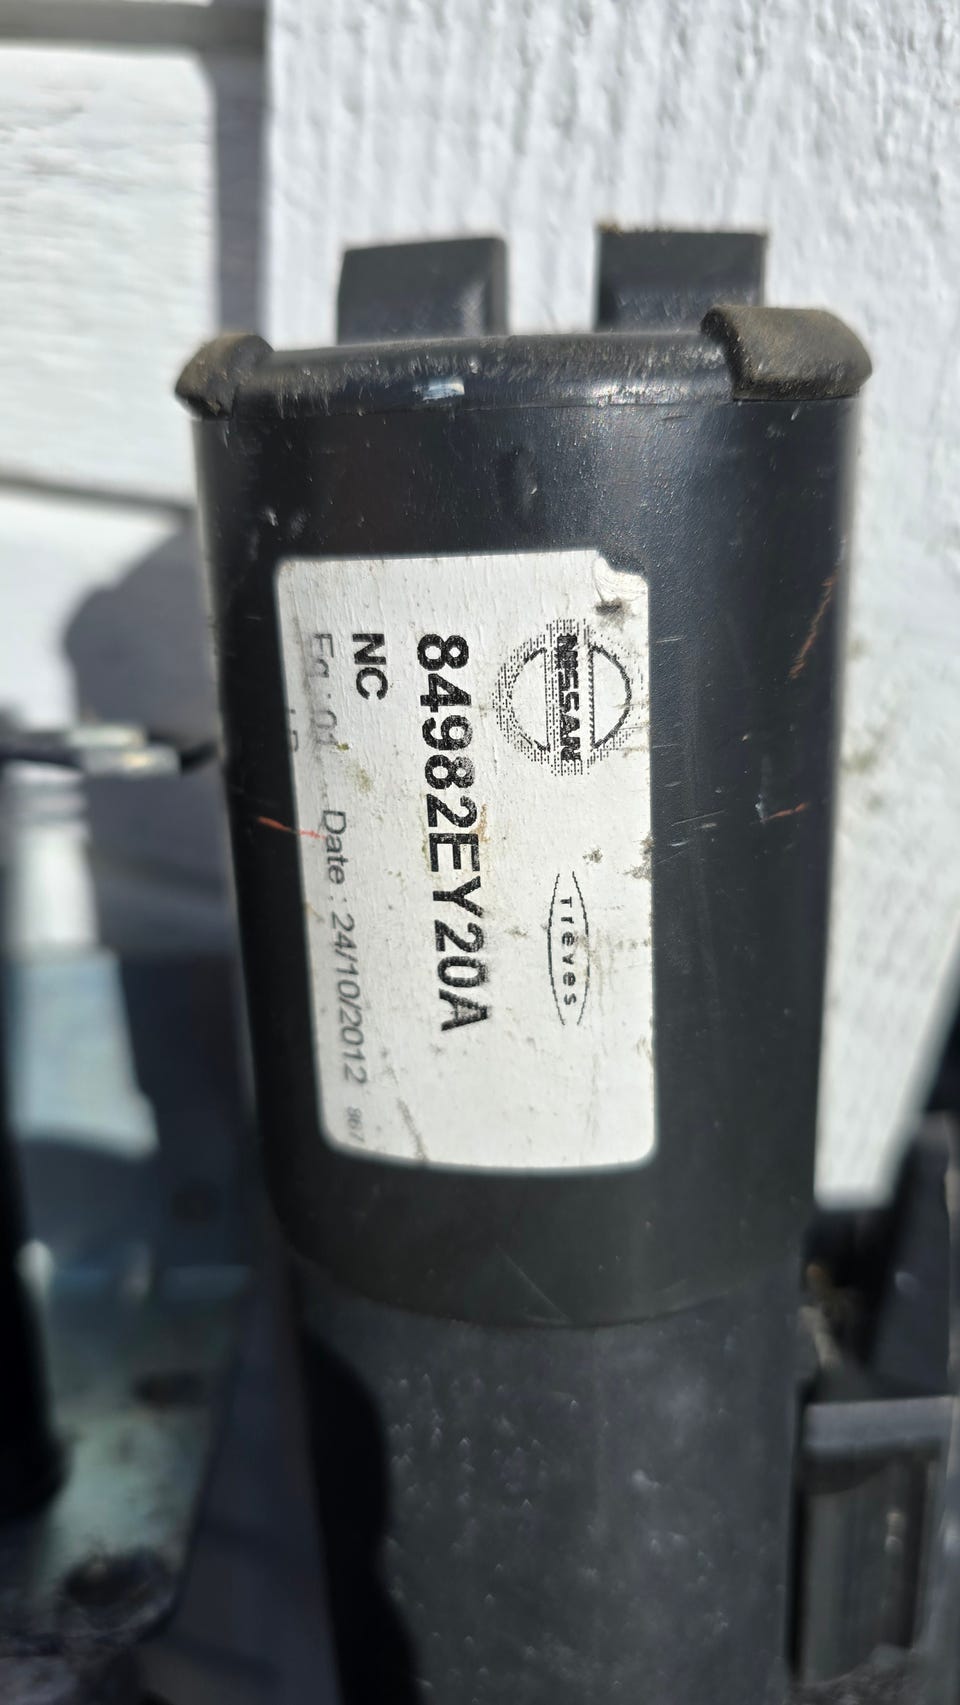 NISSAN
Treves
84982EY20A
NC
Date : 24/10/2012